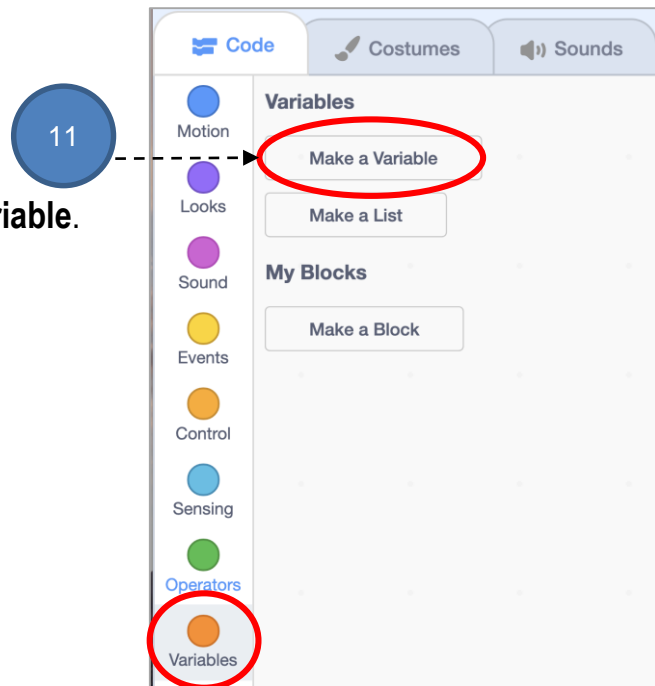 Code
Costumes
Sounds
11
riable.
Motion
Looks
Sound
Events
Control
Sensing
Operators
Variables
Variables
Make a Variable
Make a List
My Blocks
Make a Block